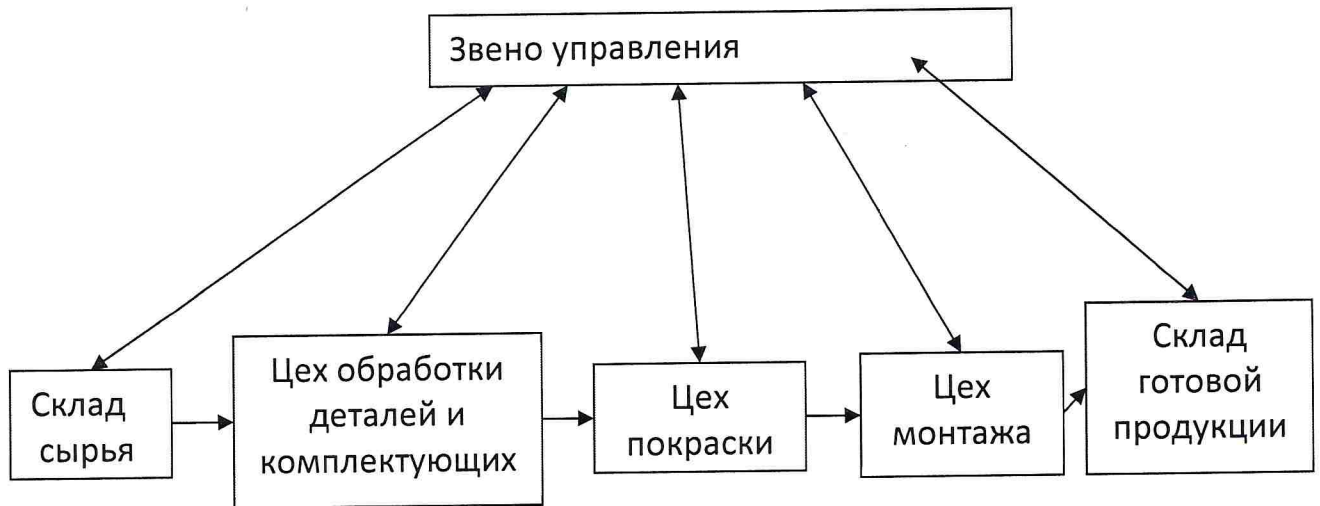 Звено управления
Склад
сырья
Цех обработки
деталей и
комплектующих
Цех
покраски
Цех
монтажа
Склад
готовой
продукции